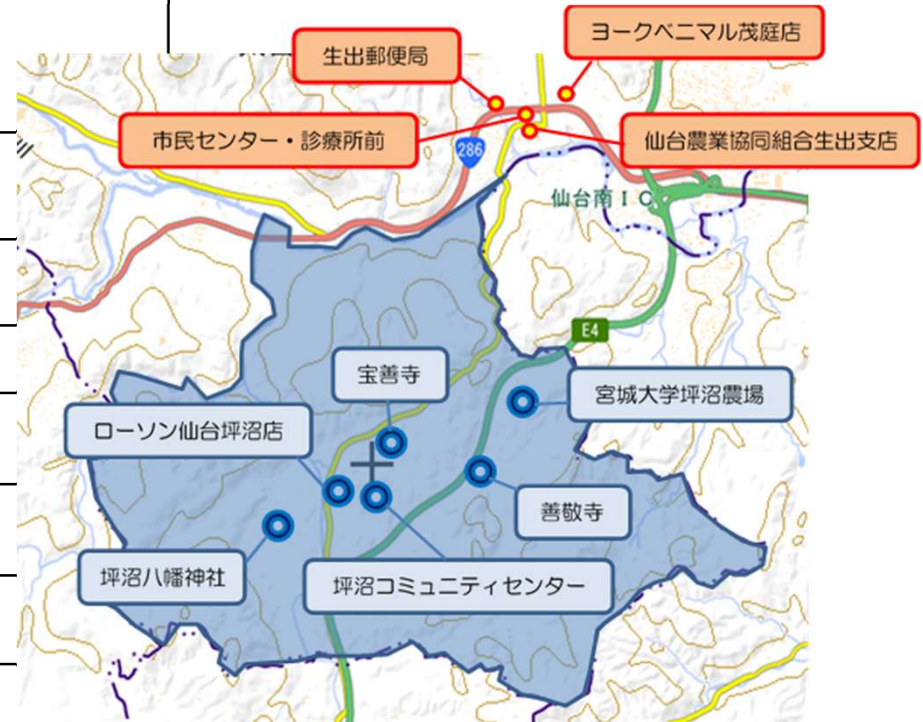 ヨークベニマル茂庭店
生出郵便局
市民センター・診療所前
仙台農業協同組合生出支店
286
仙台南IC
E4
宝善寺
宮城大学坪沼農場
ローソン仙台坪沼店
善敬寺
坪沼八幡神社
坪沼コミュニティセンター